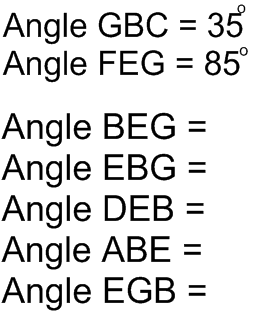 Angle GBC = 35°
Angle FEG = 85°
Angle BEG =
Angle EBG =
Angle DEB =
Angle ABE =
Angle EGB =